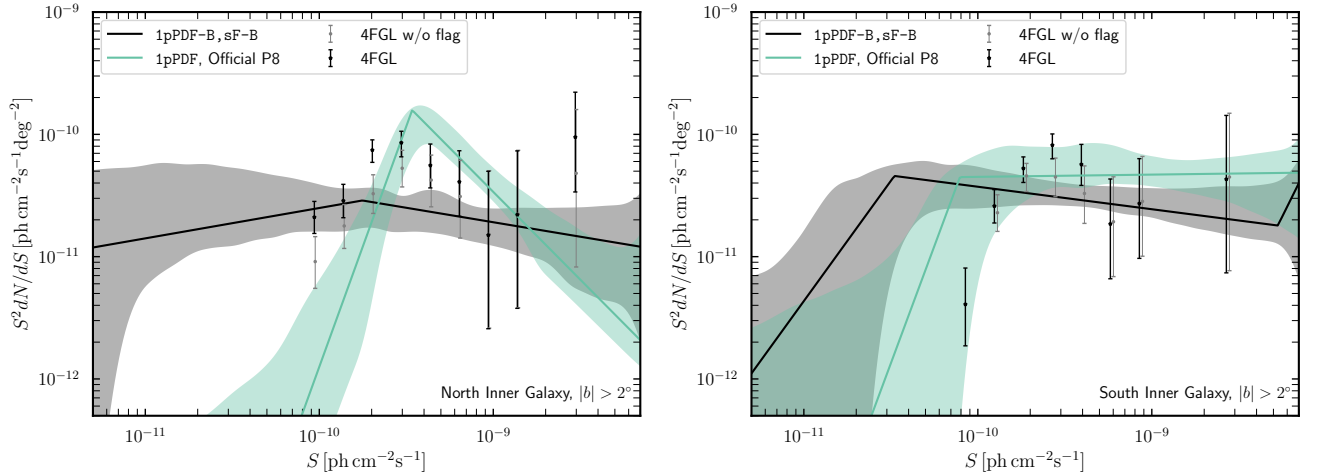 10⁻⁹
10⁻¹⁰
10⁻¹¹
10⁻¹²
S² dN/dS [ph cm⁻² s⁻¹ deg⁻²]
1pPDF-B,sF-B
1pPDF, Official P8
4FGL w/o flag
4FGL
North Inner Galaxy, |b| > 2°
10⁻¹¹
10⁻¹⁰
10⁻⁹
S [ph cm⁻² s⁻¹]
10⁻⁹
10⁻¹⁰
10⁻¹¹
10⁻¹²
S² dN/dS [ph cm⁻² s⁻¹ deg⁻²]
1pPDF-B,sF-B
1pPDF, Official P8
4FGL w/o flag
4FGL
South Inner Galaxy, |b| > 2°
10⁻¹¹
10⁻¹⁰
10⁻⁹
S [ph cm⁻² s⁻¹]